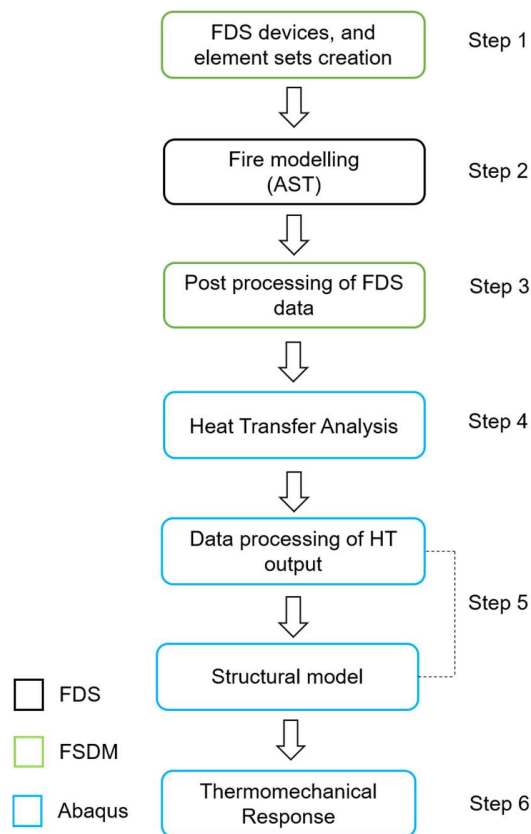 FDS devices, and
element sets creation
Step 1
Fire modelling
(AST)
Step 2
Post processing of FDS
data
Step 3
Heat Transfer Analysis
Step 4
Data processing of HT
output
Step 5
Structural model
FDS
FSDM
Abaqus
Thermomechanical
Response
Step 6